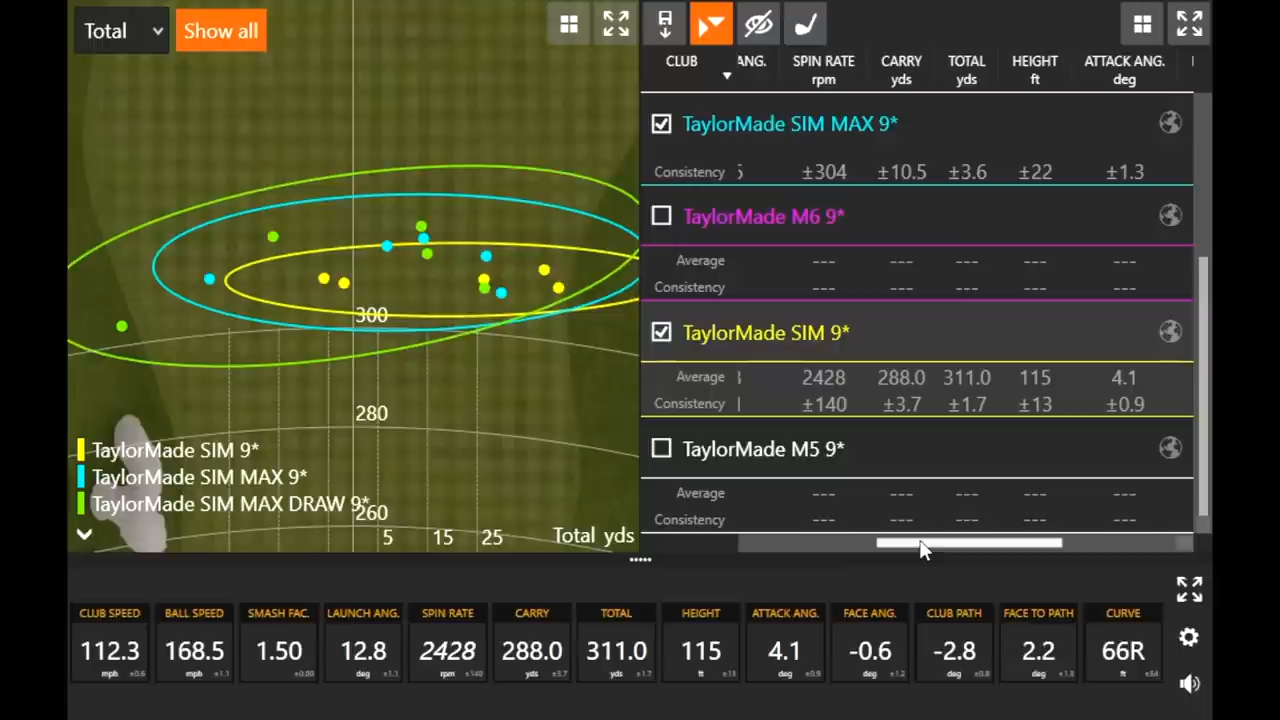 Total
Show all
300
280
260
TaylorMade SIM 9*
TaylorMade SIM MAX 9*
TaylorMade SIM MAX DRAW 9*
5 15 25 Total yds
CLUB ANG. SPIN RATE CARRY TOTAL HEIGHT ATTACK ANG.
rpm yds yds ft deg
TaylorMade SIM MAX 9*
Consistency ±304 ±10.5 ±3.6 ±22 ±1.3
TaylorMade M6 9*
Average --- --- --- --- ---
Consistency --- --- --- --- ---
TaylorMade SIM 9*
Average 2428 288.0 311.0 115 4.1
Consistency ±140 ±3.7 ±1.7 ±13 ±0.9
TaylorMade M5 9*
Average --- --- --- --- ---
Consistency --- --- --- --- ---
CLUB SPEED BALL SPEED SMASH FAC. LAUNCH ANG. SPIN RATE CARRY TOTAL HEIGHT ATTACK ANG. FACE ANG. CLUB PATH FACE TO PATH CURVE
112.3 168.5 1.50 12.8 2428 288.0 311.0 115 4.1 -0.6 -2.8 2.2 66R
mph mph deg rpm yds yds ft deg deg deg deg ft